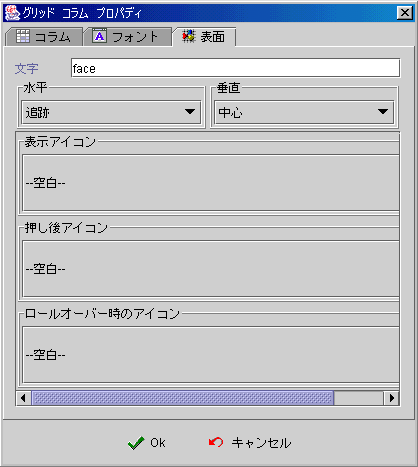 グリッド コラム プロパディ
コラム フォント 表面
文字 face
水平 垂直
追跡 中心
表示アイコン
--空白--
押し後アイコン
--空白--
ロールオーバー時のアイコン
--空白--
Ok キャンセル